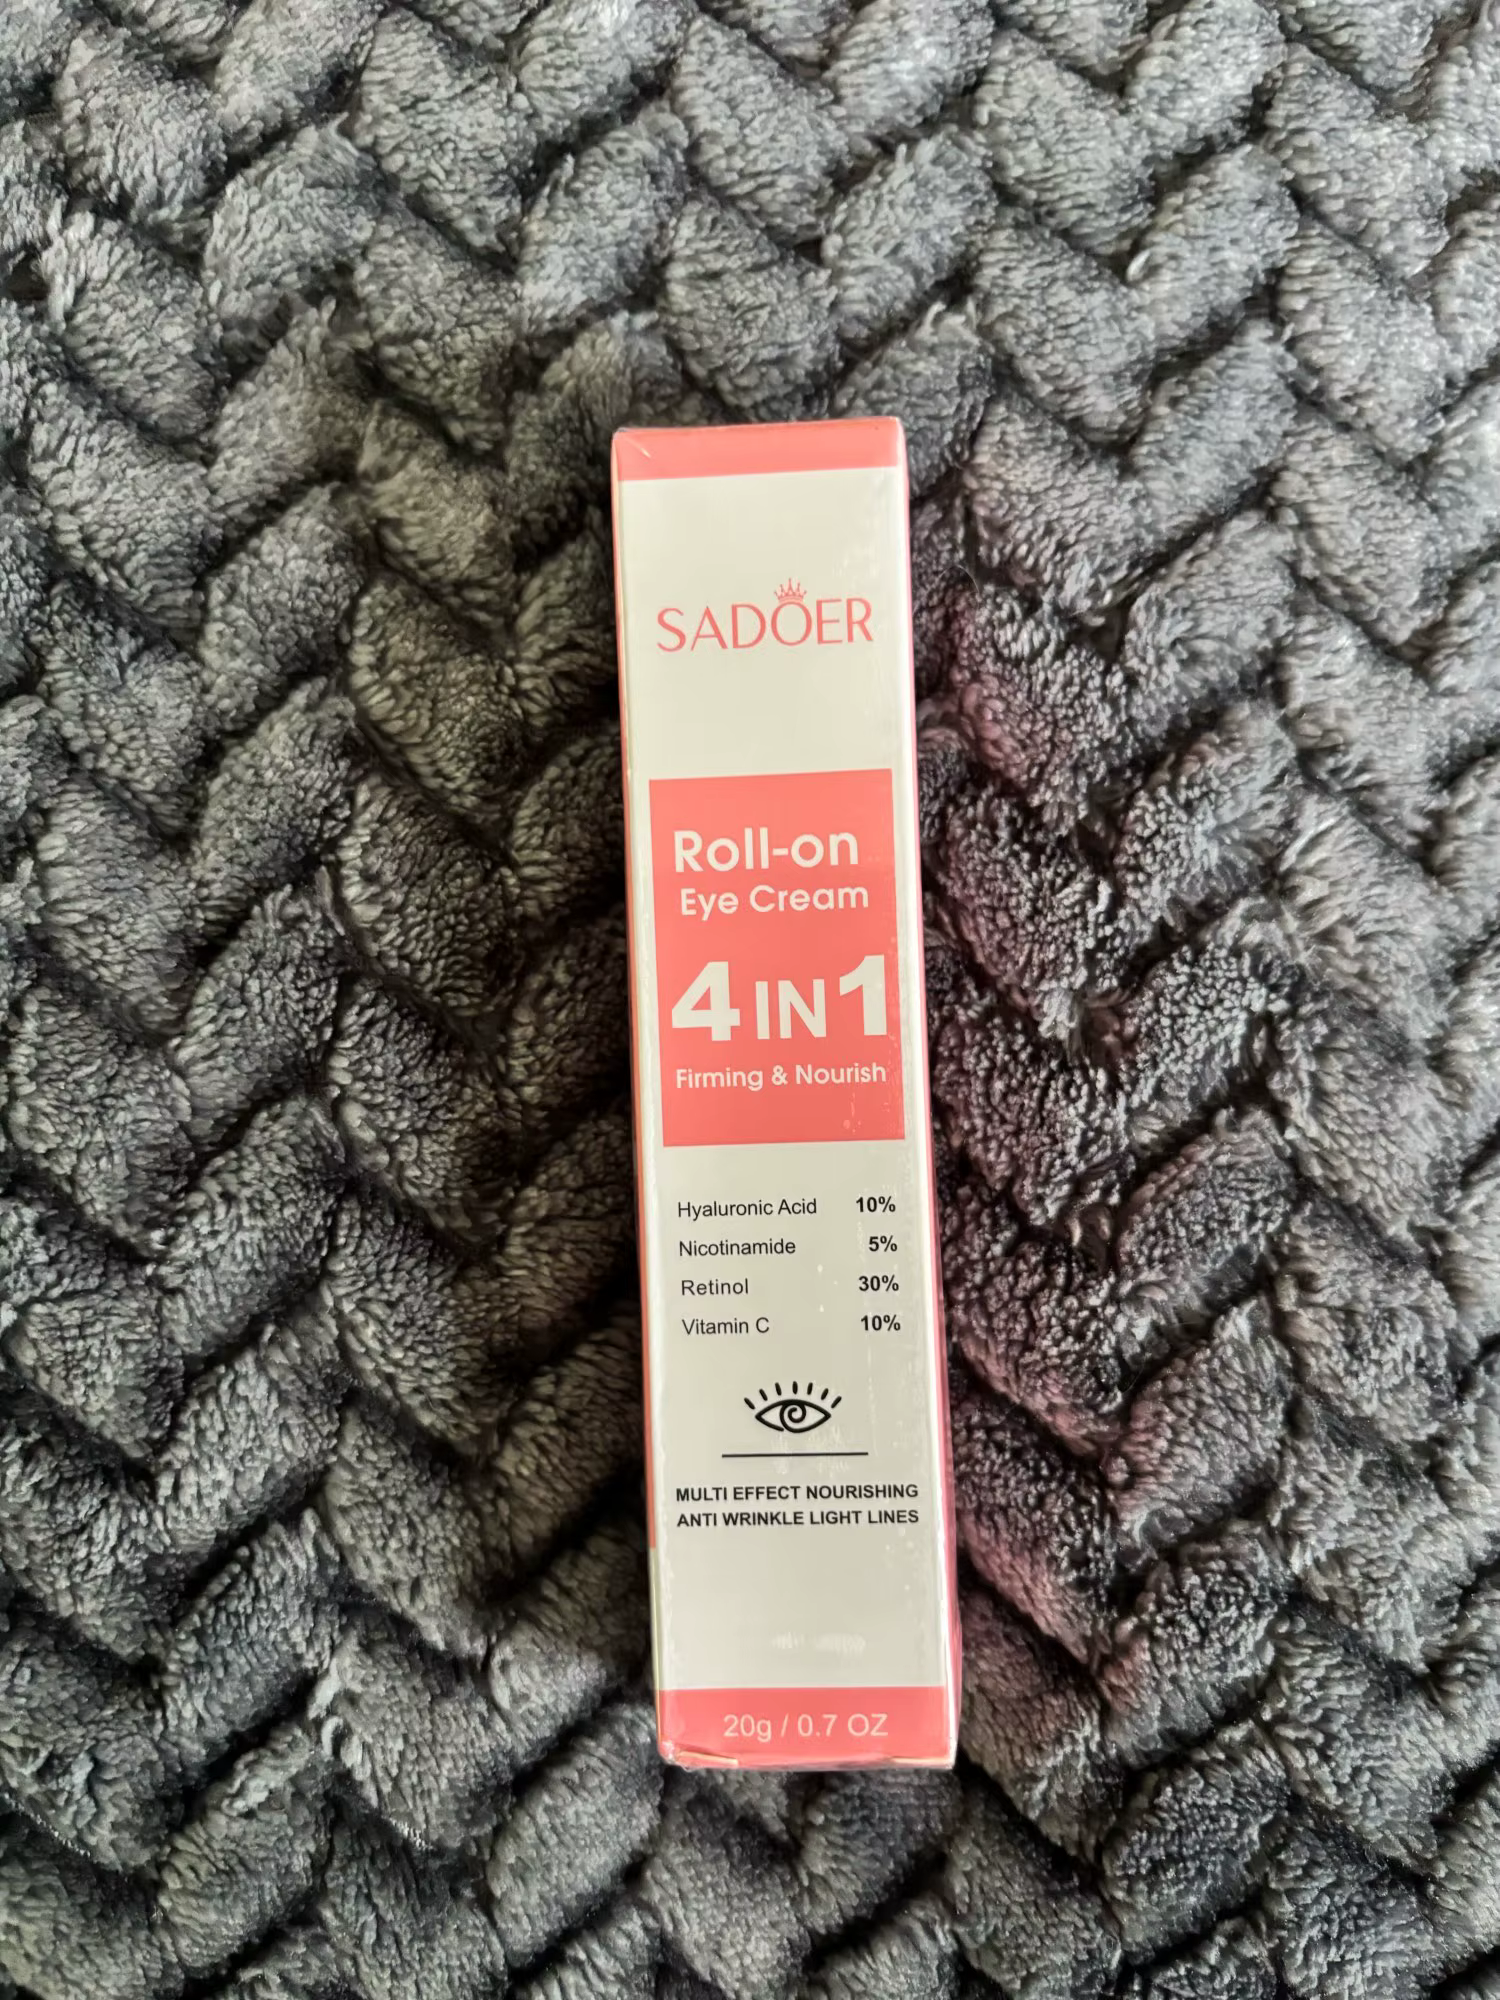 SADOER
Roll-on
Eye Cream
4 IN 1
Firming & Nourish
Hyaluronic Acid 10%
Nicotinamide 5%
Retinol 30%
Vitamin C 10%
MULTI EFFECT NOURISHING
ANTI WRINKLE LIGHT LINES
20g / 0.7 OZ